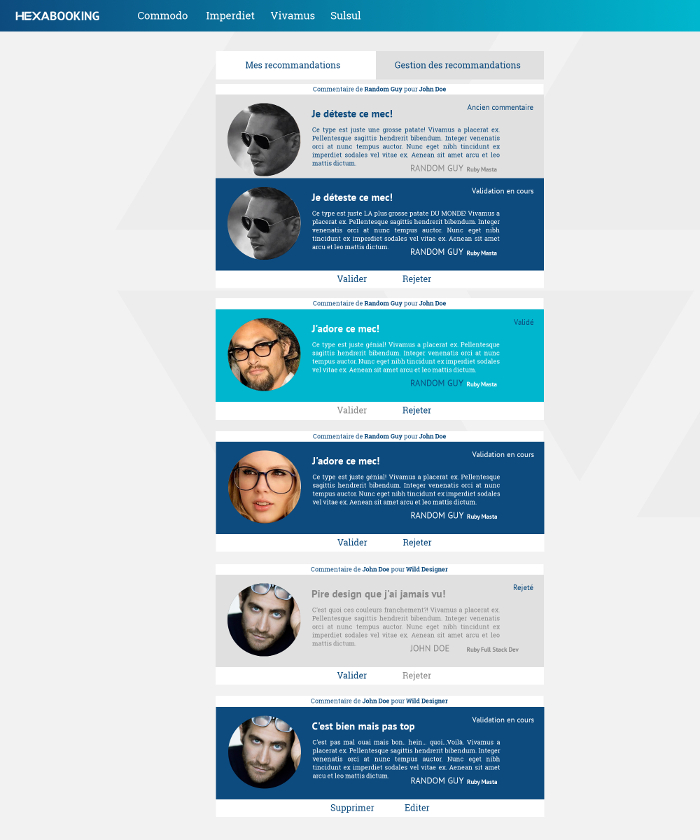 HEXABOOKING Commodo Imperdiet Vivamus Sulsul
Mes recommandations Gestion des recommandations
Commentaire de Random Guy pour John Doe
Ancien commentaire
Je déteste ce mec!
Ce type est juste une grosse patate! Vivamus a placerat ex.
Pellentesque sagittis hendrerit bibendum. Integer venenatis
orci at nunc tempus auctor. Nunc eget nibh tincidunt ex
imperdiet sodales vel vitae ex. Aenean sit amet arcu et leo
mattis dictum.
RANDOM GUY Ruby Masta
Validation en cours
Je déteste ce mec!
Ce type est juste LA plus grosse patate DU MONDE! Vivamus a
placerat ex. Pellentesque sagittis hendrerit bibendum. Integer
venenatis orci at nunc tempus auctor. Nunc eget nibh
tincidunt ex imperdiet sodales vel vitae ex. Aenean sit amet
arcu et leo mattis dictum.
RANDOM GUY Ruby Masta
Valider Rejeter
Commentaire de Random Guy pour John Doe
Validé
J'adore ce mec!
Ce type est juste génial! Vivamus a placerat ex. Pellentesque
sagittis hendrerit bibendum. Integer venenatis orci at nunc
tempus auctor. Nunc eget nibh tincidunt ex imperdiet sodales
vel vitae ex. Aenean sit amet arcu et leo mattis dictum.
RANDOM GUY Ruby Masta
Valider Rejeter
Commentaire de Random Guy pour John Doe
Validation en cours
J'adore ce mec!
Ce type est juste génial! Vivamus a placerat ex. Pellentesque
sagittis hendrerit bibendum. Integer venenatis orci at nunc
tempus auctor. Nunc eget nibh tincidunt ex imperdiet sodales
vel vitae ex. Aenean sit amet arcu et leo mattis dictum.
RANDOM GUY Ruby Masta
Valider Rejeter
Commentaire de John Doe pour Wild Designer
Rejeté
Pire design que j'ai jamais vu!
C'est quoi ces couleurs franchement?! Vivamus a placerat ex.
Pellentesque sagittis hendrerit bibendum. Integer venenatis
orci at nunc tempus auctor. Nunc eget nibh tincidunt ex
imperdiet sodales vel vitae ex. Aenean sit amet arcu et leo
mattis dictum.
JOHN DOE Ruby Full Stack Dev
Valider Rejeter
Commentaire de John Doe pour Wild Designer
Validation en cours
C'est bien mais pas top
C'est pas mal ouai mais bon... hein... quoi...Voilà. Vivamus a
placerat ex. Pellentesque sagittis hendrerit bibendum. Integer
venenatis orci at nunc tempus auctor. Nunc eget nibh
tincidunt ex imperdiet sodales vel vitae ex. Aenean sit amet
arcu et leo mattis dictum.
RANDOM GUY Ruby Masta
Supprimer Editer